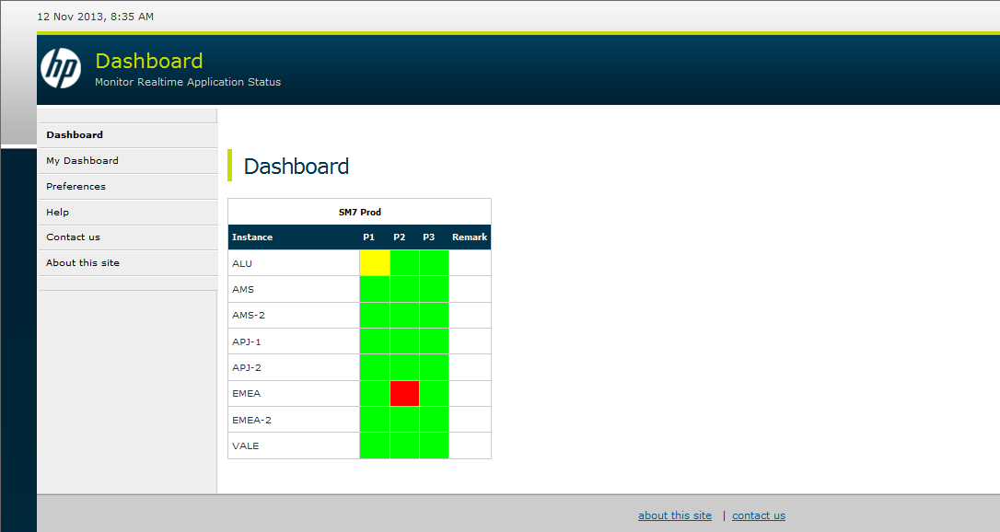 12 Nov 2013, 8:35 AM
hp
Dashboard
Monitor Realtime Application Status
Dashboard
My Dashboard
Preferences
Help
Contact us
About this site
Dashboard
SM7 Prod
Instance P1 P2 P3 Remark
ALU
AMS
AMS-2
APJ-1
APJ-2
EMEA
EMEA-2
VALE
about this site | contact us